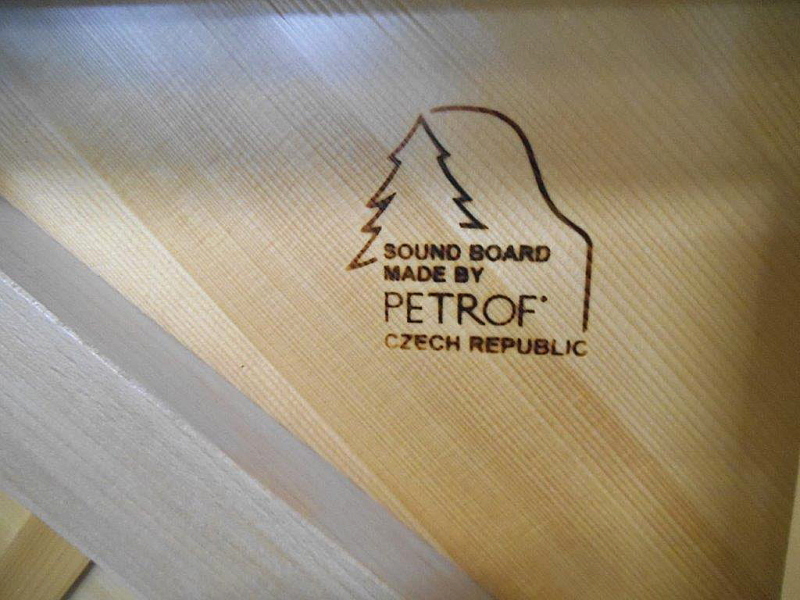 SOUND BOARD
MADE BY
PETROF
CZECH REPUBLIC